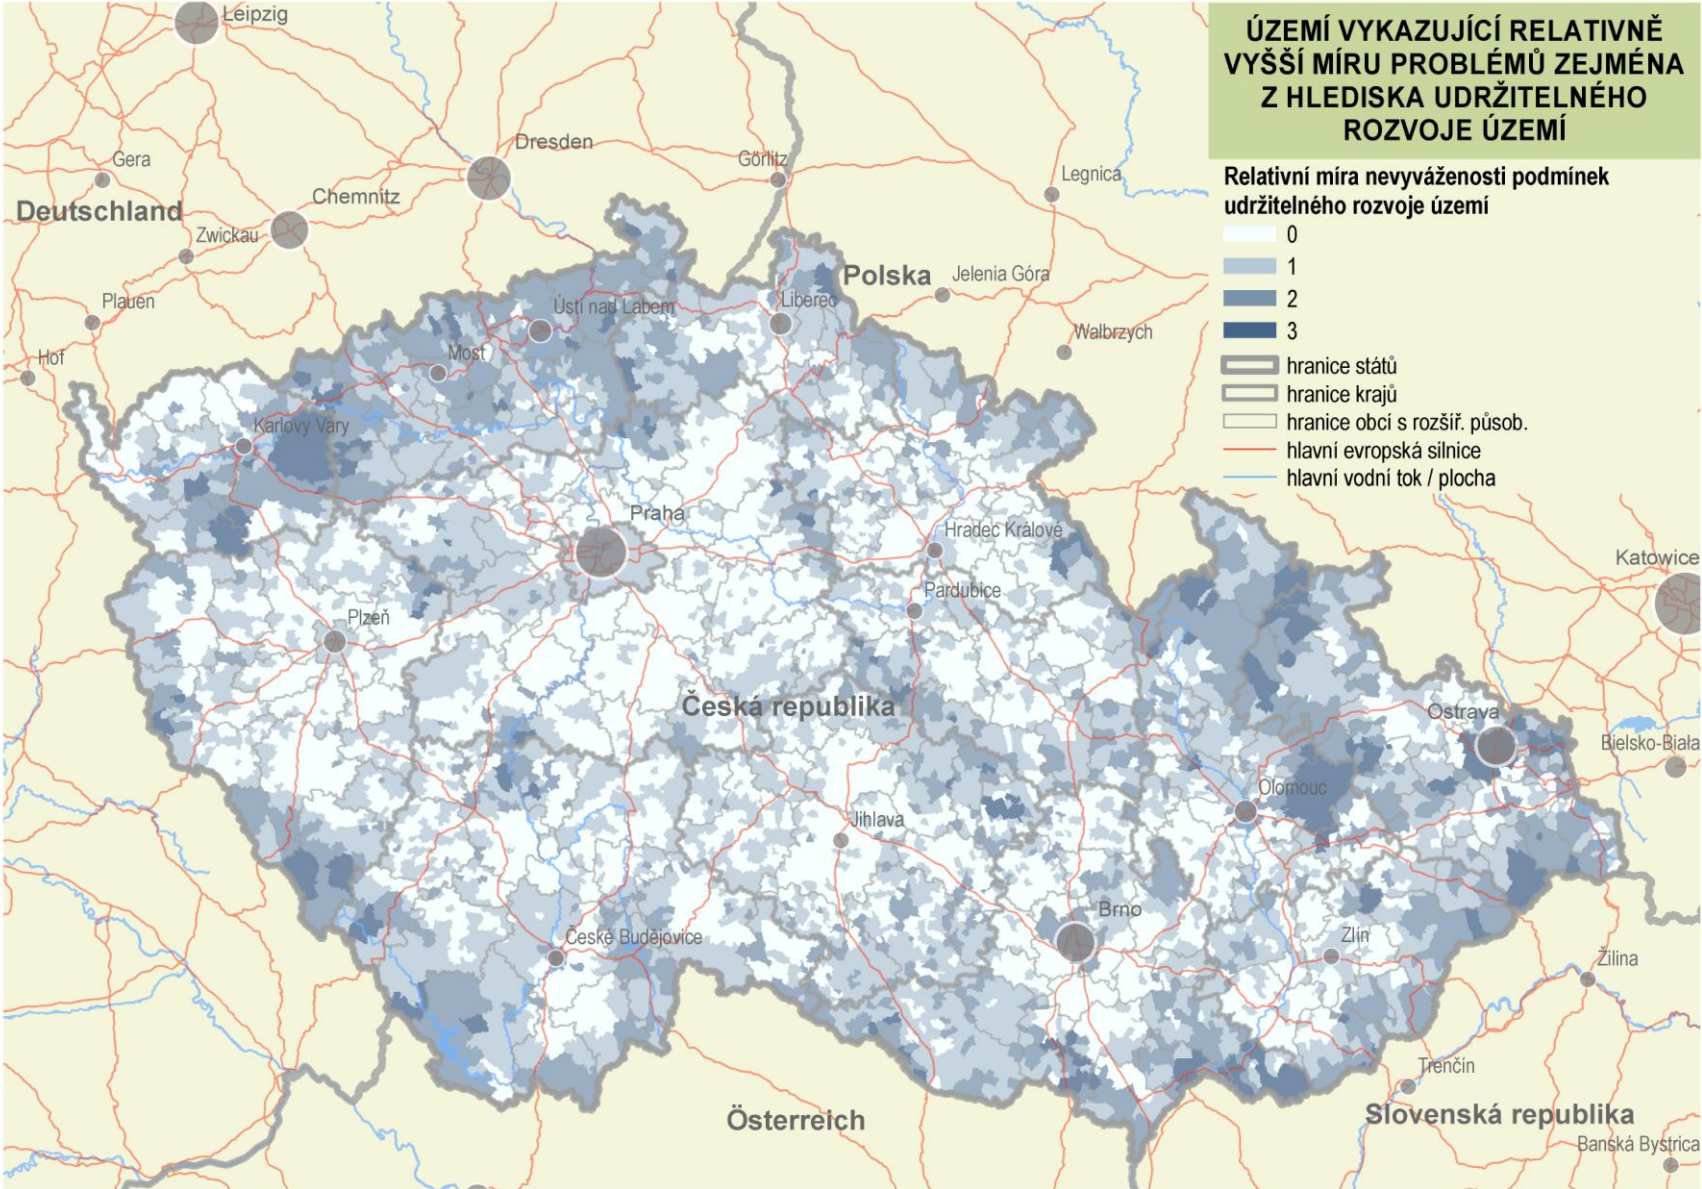 ÚZEMÍ VYKAZUJÍCÍ RELATIVNĚ
VYŠŠÍ MÍRU PROBLÉMŮ ZEJMÉNA
Z HLEDISKA UDRŽITELNÉHO
ROZVOJE ÚZEMÍ
Relativní míra nevyváženosti podmínek
udržitelného rozvoje území
0
1
2
3
hranice států
hranice krajů
hranice obcí s rozšíř. působ.
hlavní evropská silnice
hlavní vodní tok / plocha
Leipzig
Dresden
Gera
Görlitz
Legnica
Chemnitz
Deutschland
Zwickau
Polska
Jelenia Góra
Plauen
Ústí nad Labem
Liberec
Wałbrzych
Hof
Most
Karlovy Vary
Praha
Hradec Králové
Katowice
Pardubice
Plzeň
Česká republika
Ostrava
Bielsko-Biała
Olomouc
Jihlava
Brno
České Budějovice
Zlín
Žilina
Trenčín
Österreich
Slovenská republika
Banská Bystrica